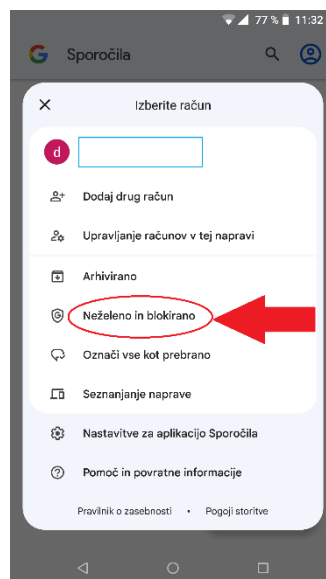 77 % 11:32
G Sporočila
Izberite račun
d
Dodaj drug račun
Upravljanje računov v tej napravi
Arhivirano
Neželeno in blokirano
Označi vse kot prebrano
Seznanjanje naprave
Nastavitve za aplikacijo Sporočila
Pomoč in povratne informacije
Pravilnik o zasebnosti • Pogoji storitve